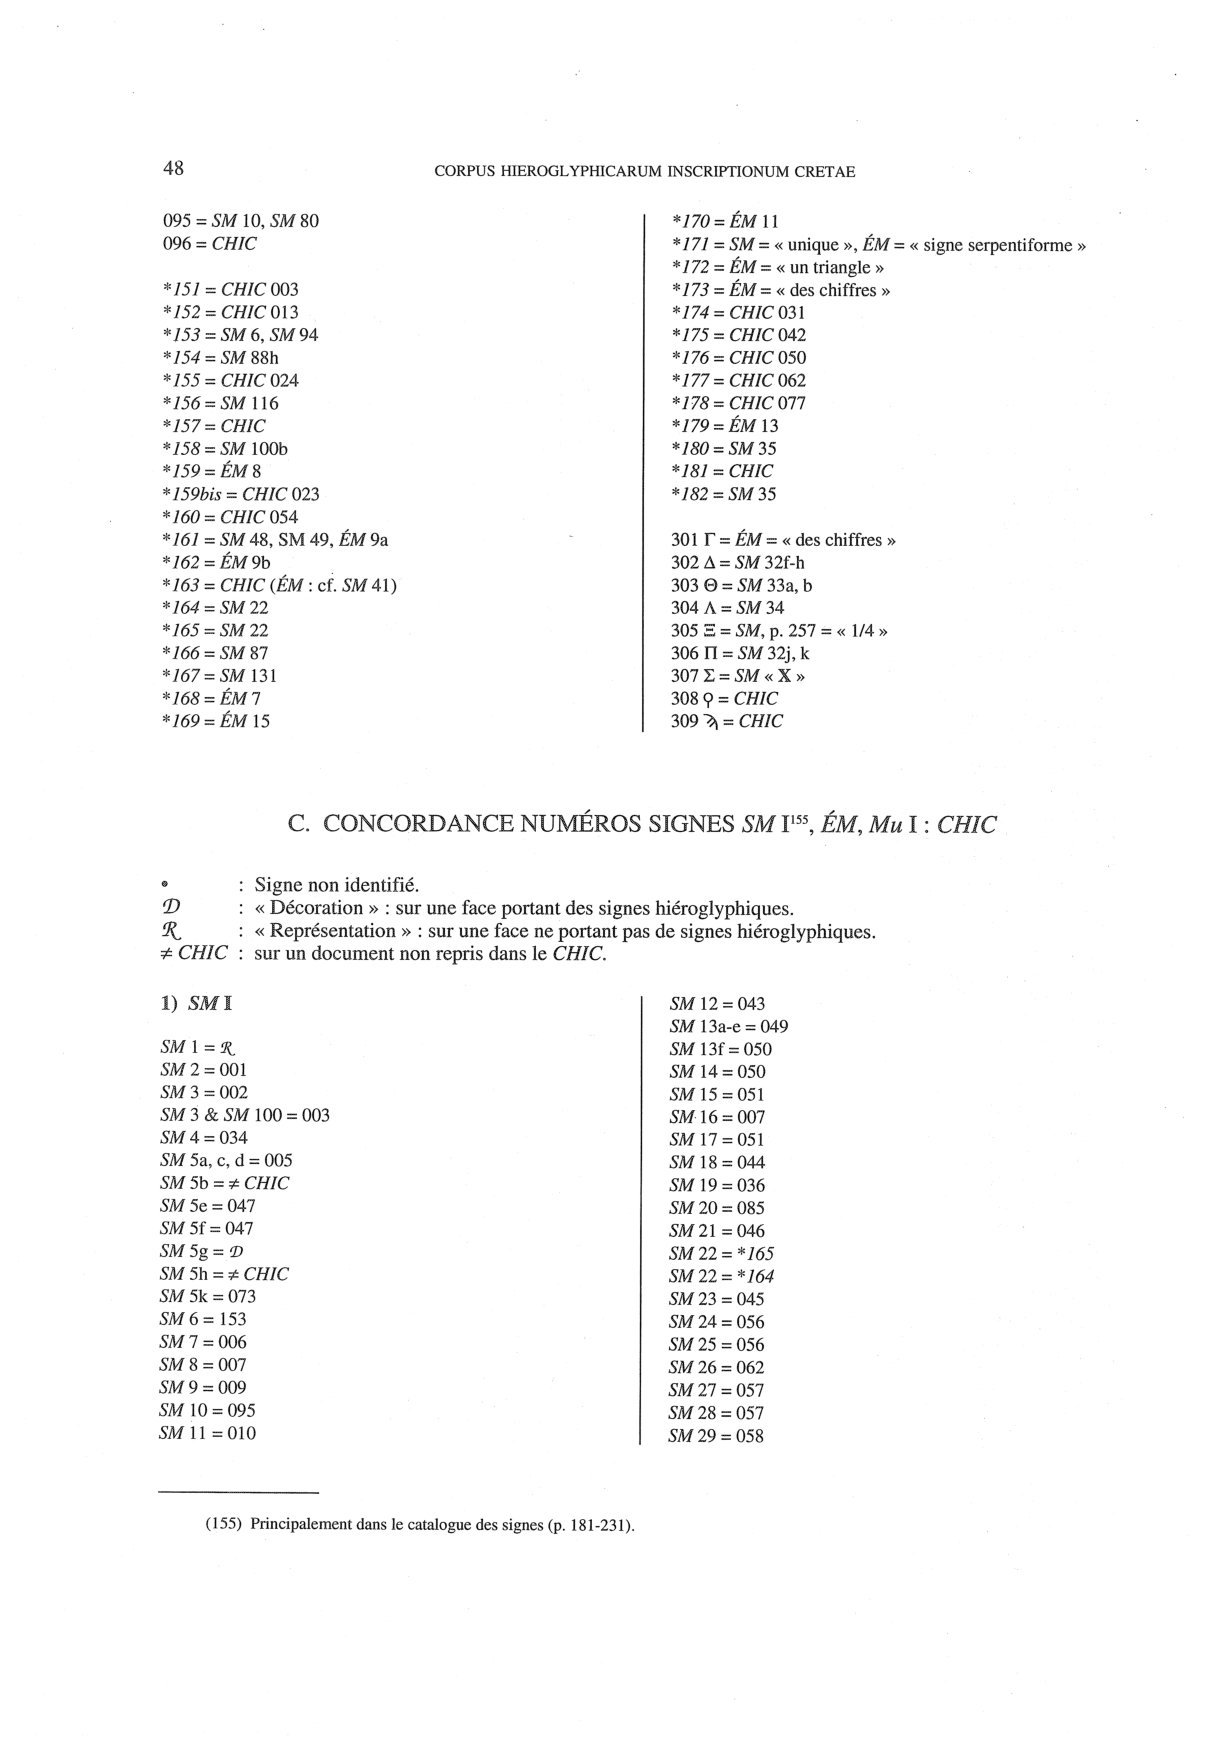 48
CORPUS HIEROGLYPHICARUM INSCRIPTIONUM CRETAE
095 = SM 10, SM 80
096 = CHIC
*151 = CHIC 003
*152 = CHIC 013
*153 = SM 6, SM 94
*154 = SM 88h
*155 = CHIC 024
*156 = SM 116
*157 = CHIC
*158 = SM 100b
*159 = ÉM 8
*159bis = CHIC 023
*160 = CHIC 054
*161 = SM 48, SM 49, ÉM 9a
*162 = ÉM 9b
*163 = CHIC (ÉM : cf. SM 41)
*164 = SM 22
*165 = SM 22
*166 = SM 87
*167 = SM 131
*168 = ÉM 7
*169 = ÉM 15
*170 = ÉM 11
*171 = SM = « unique », ÉM = « signe serpentiforme »
*172 = ÉM = « un triangle »
*173 = ÉM = « des chiffres »
*174 = CHIC 031
*175 = CHIC 042
*176 = CHIC 050
*177 = CHIC 062
*178 = CHIC 077
*179 = ÉM 13
*180 = SM 35
*181 = CHIC
*182 = SM 35
301 Γ = ÉM = « des chiffres »
302 Δ = SM 32f-h
303 Θ = SM 33a, b
304 Λ = SM 34
305 Ξ = SM, p. 257 = « 1/4 »
306 Π = SM 32j, k
307 Σ = SM « X »
308 ϙ = CHIC
309 ϡ = CHIC
C. CONCORDANCE NUMÉROS SIGNES SM I¹⁵⁵, ÉM, Mu I : CHIC
• : Signe non identifié.
𝒟 : « Décoration » : sur une face portant des signes hiéroglyphiques.
ℛ : « Représentation » : sur une face ne portant pas de signes hiéroglyphiques.
≠ CHIC : sur un document non repris dans le CHIC.
1) SM I
SM 1 = ℛ
SM 2 = 001
SM 3 = 002
SM 3 & SM 100 = 003
SM 4 = 034
SM 5a, c, d = 005
SM 5b = ≠ CHIC
SM 5e = 047
SM 5f = 047
SM 5g = 𝒟
SM 5h = ≠ CHIC
SM 5k = 073
SM 6 = 153
SM 7 = 006
SM 8 = 007
SM 9 = 009
SM 10 = 095
SM 11 = 010
SM 12 = 043
SM 13a-e = 049
SM 13f = 050
SM 14 = 050
SM 15 = 051
SM 16 = 007
SM 17 = 051
SM 18 = 044
SM 19 = 036
SM 20 = 085
SM 21 = 046
SM 22 = *165
SM 22 = *164
SM 23 = 045
SM 24 = 056
SM 25 = 056
SM 26 = 062
SM 27 = 057
SM 28 = 057
SM 29 = 058
(155) Principalement dans le catalogue des signes (p. 181-231).